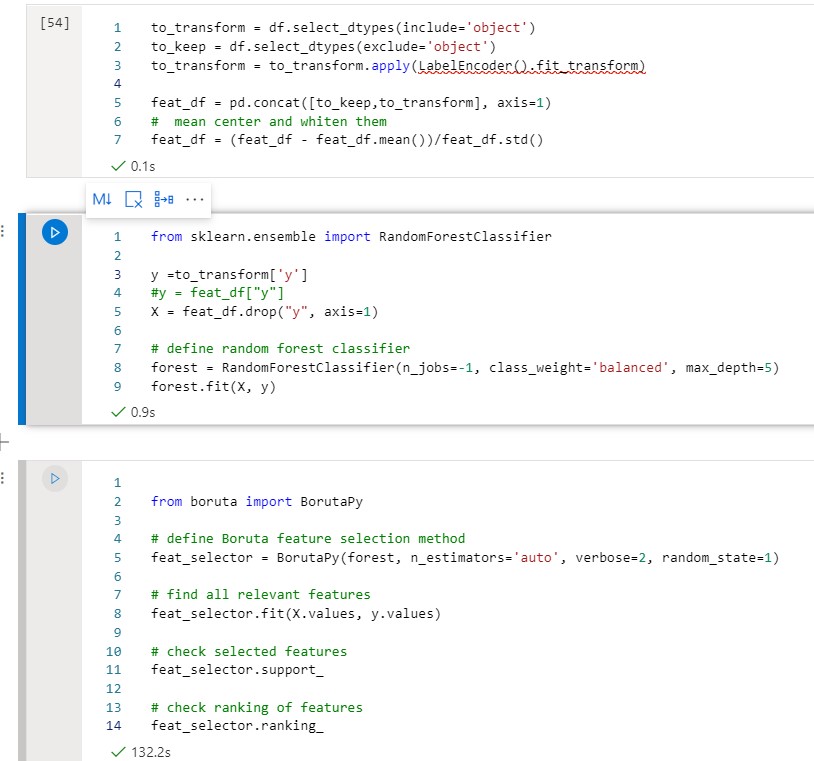 [54]
1 to_transform = df.select_dtypes(include='object')
2 to_keep = df.select_dtypes(exclude='object')
3 to_transform = to_transform.apply(LabelEncoder().fit_transform)
4
5 feat_df = pd.concat([to_keep,to_transform], axis=1)
6 #  mean center and whiten them
7 feat_df = (feat_df - feat_df.mean())/feat_df.std()
0.1s
M↓ ···
1 from sklearn.ensemble import RandomForestClassifier
2
3 y =to_transform['y']
4 #y = feat_df["y"]
5 X = feat_df.drop("y", axis=1)
6
7 # define random forest classifier
8 forest = RandomForestClassifier(n_jobs=-1, class_weight='balanced', max_depth=5)
9 forest.fit(X, y)
0.9s
1
2 from boruta import BorutaPy
3
4 # define Boruta feature selection method
5 feat_selector = BorutaPy(forest, n_estimators='auto', verbose=2, random_state=1)
6
7 # find all relevant features
8 feat_selector.fit(X.values, y.values)
9
10 # check selected features
11 feat_selector.support_
12
13 # check ranking of features
14 feat_selector.ranking_
132.2s